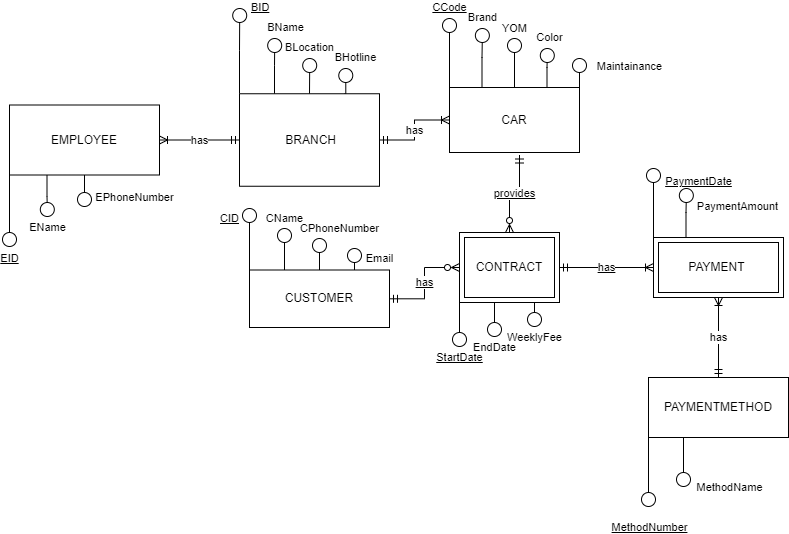 BID
CCode
Brand
BName
YOM
Color
BLocation
BHotline
Maintainance
EMPLOYEE
has
BRANCH
has
CAR
EPhoneNumber
EName
EID
provides
PaymentDate
PaymentAmount
CID
CName
CPhoneNumber
Email
CUSTOMER
has
CONTRACT
has
PAYMENT
WeeklyFee
EndDate
StartDate
has
PAYMENTMETHOD
MethodName
MethodNumber